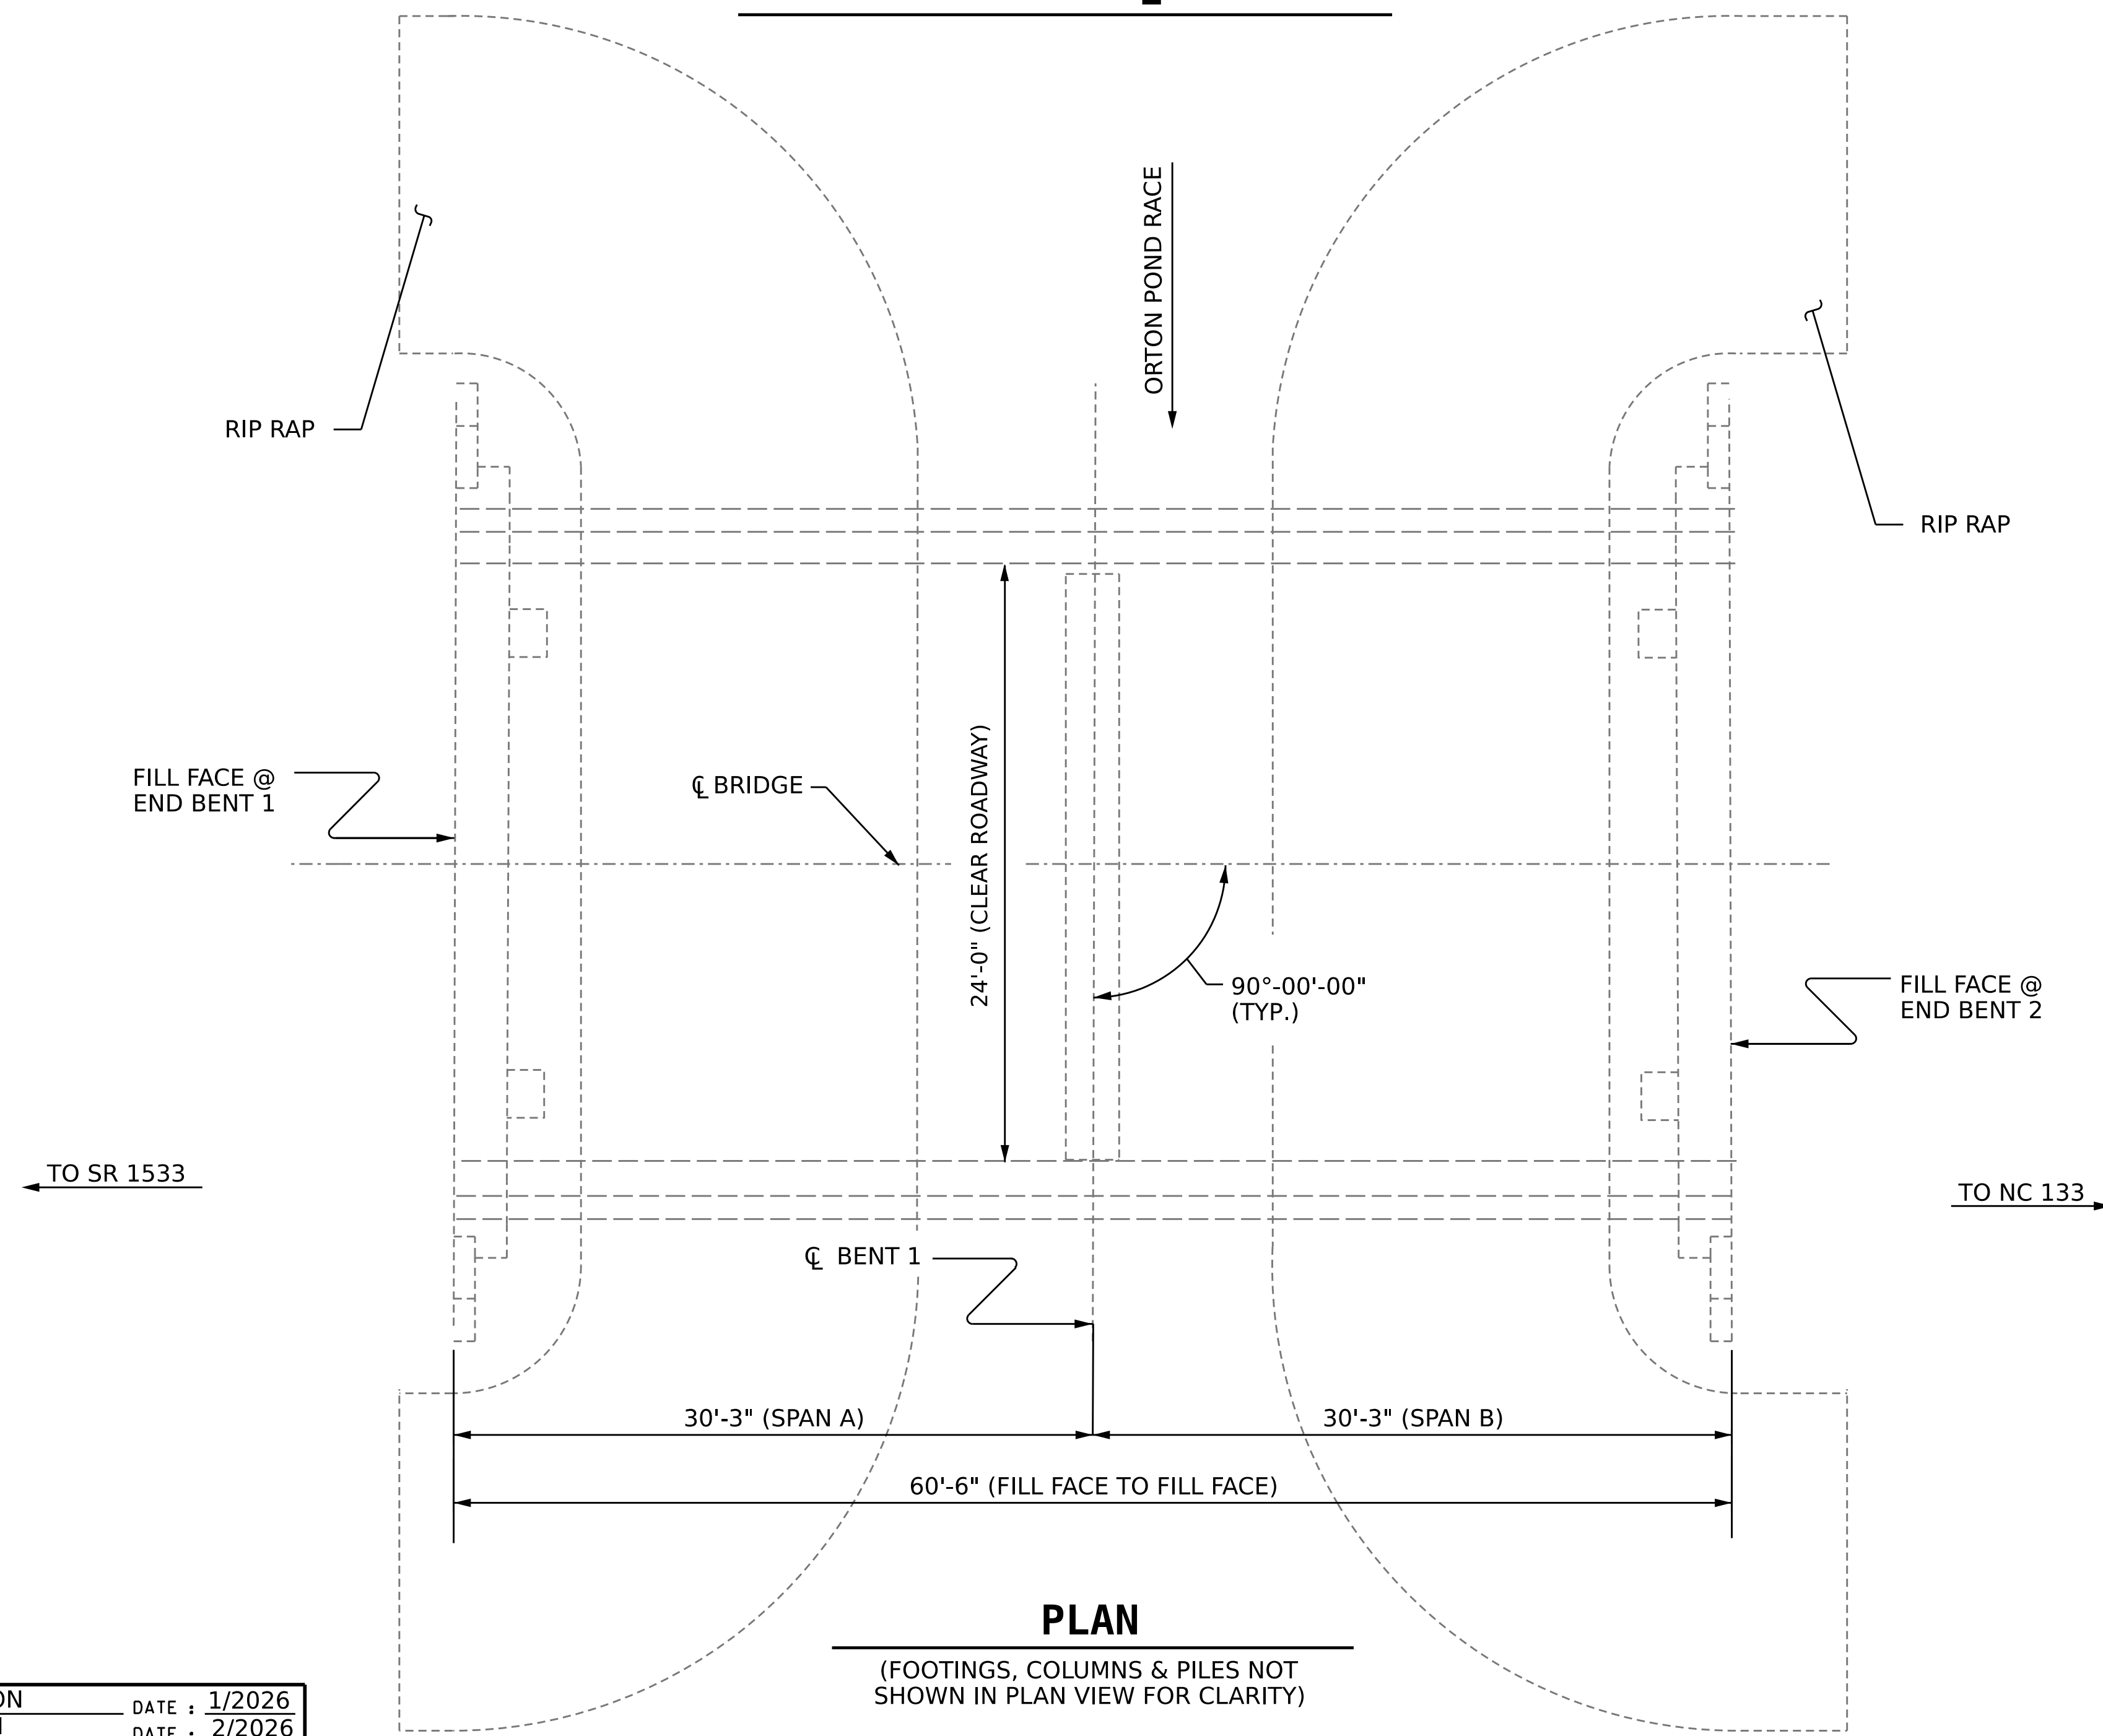 ORTON POND RACE
RIP RAP
RIP RAP
FILL FACE @
END BENT 1
℄ BRIDGE
24'-0" (CLEAR ROADWAY)
90°-00'-00"
(TYP.)
FILL FACE @
END BENT 2
TO SR 1533
TO NC 133
℄ BENT 1
30'-3" (SPAN A)
30'-3" (SPAN B)
60'-6" (FILL FACE TO FILL FACE)
PLAN
(FOOTINGS, COLUMNS & PILES NOT
SHOWN IN PLAN VIEW FOR CLARITY)
DATE : 1/2026
DATE : 2/2026